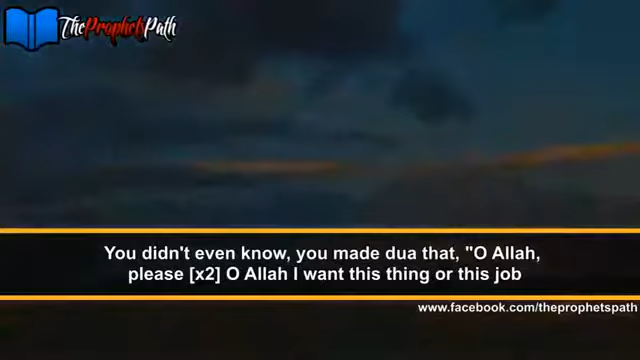 TheProphetsPath
You didn't even know, you made dua that, "O Allah,
please [x2] O Allah I want this thing or this job
www.facebook.com/theprophetspath